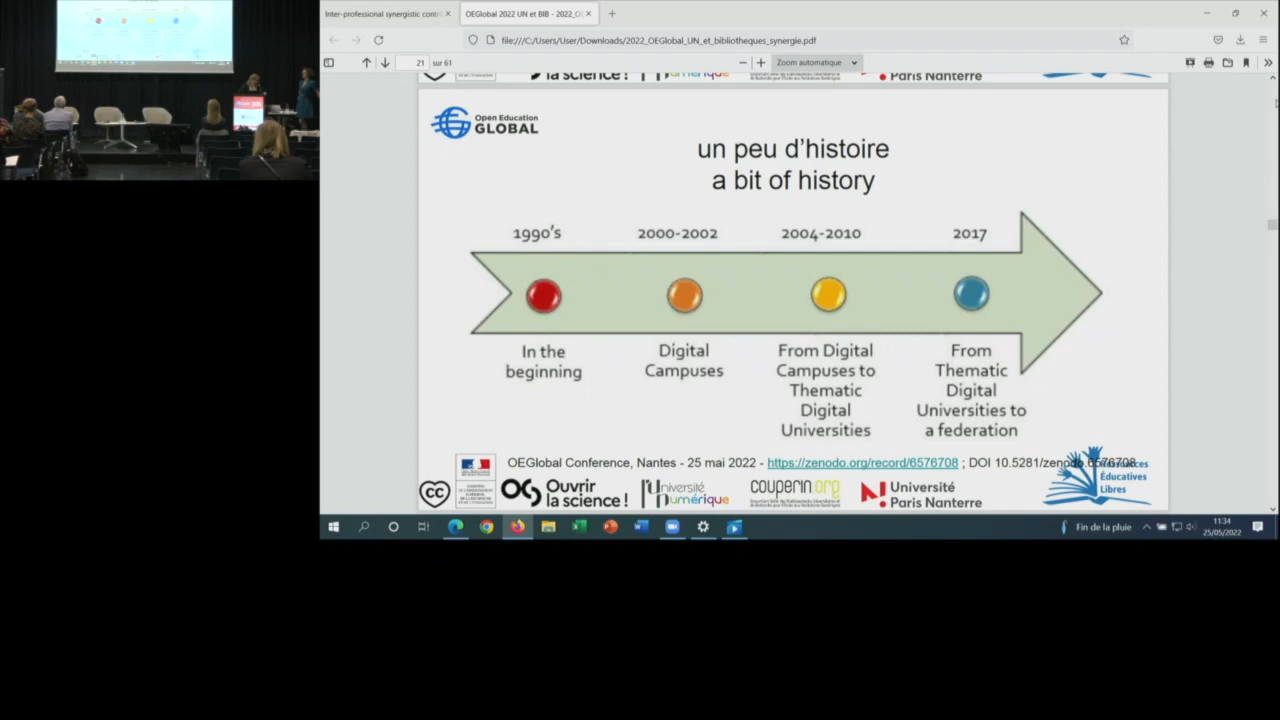 Inter-professional synergistic contri
OEGlobal 2022 UN et BIB - 2022_O
file:///C:/Users/User/Downloads/2022_OEGlobal_UN_et_bibliotheques_synergie.pdf
21 sur 61
Zoom automatique
la science !
Paris Nanterre
Open Education
GLOBAL
un peu d'histoire
a bit of history
1990's
2000-2002
2004-2010
2017
In the
beginning
Digital
Campuses
From Digital
Campuses to
Thematic
Digital
Universities
From
Thematic
Digital
Universities to
a federation
OEGlobal Conference, Nantes - 25 mai 2022 - https://zenodo.org/record/6576708 ; DOI 10.5281/zenodo.6576708
cc
Ouvrir
la science !
Université
numérique
couperin.org
Université
Paris Nanterre
Ressources
Éducatives
Libres
Fin de la pluie
11:34
25/05/2022